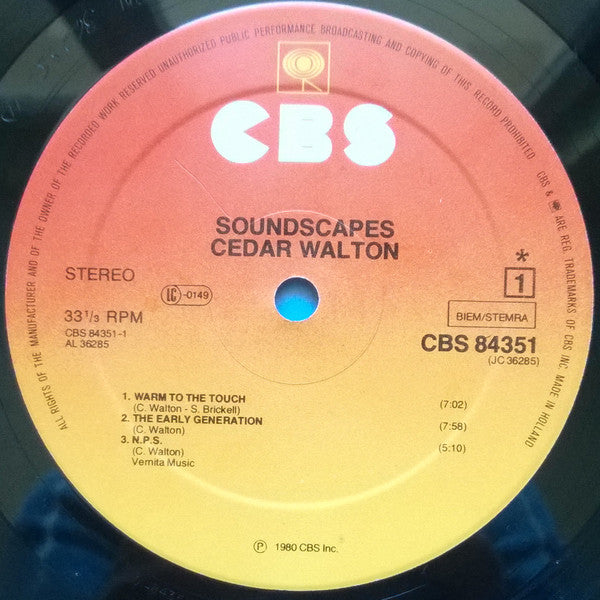 ALL RIGHTS OF THE MANUFACTURER AND OF THE OWNER OF THE RECORDED WORK RESERVED UNAUTHORIZED PUBLIC PERFORMANCE BROADCASTING AND COPYING OF THIS RECORD PROHIBITED
CBS & ARE REG. TRADEMARKS OF CBS INC. MADE IN HOLLAND
CBS
SOUNDSCAPES
CEDAR WALTON
STEREO
LC -0149
*
1
33 1/3 RPM
BIEM/STEMRA
CBS 84351-1
CBS 84351
AL 36285
(JC 36285)
1. WARM TO THE TOUCH
(C. Walton - S. Brickell) (7:02)
2. THE EARLY GENERATION
(C. Walton) (7:58)
3. N.P.S.
(C. Walton) (5:10)
Vernita Music
℗ 1980 CBS Inc.